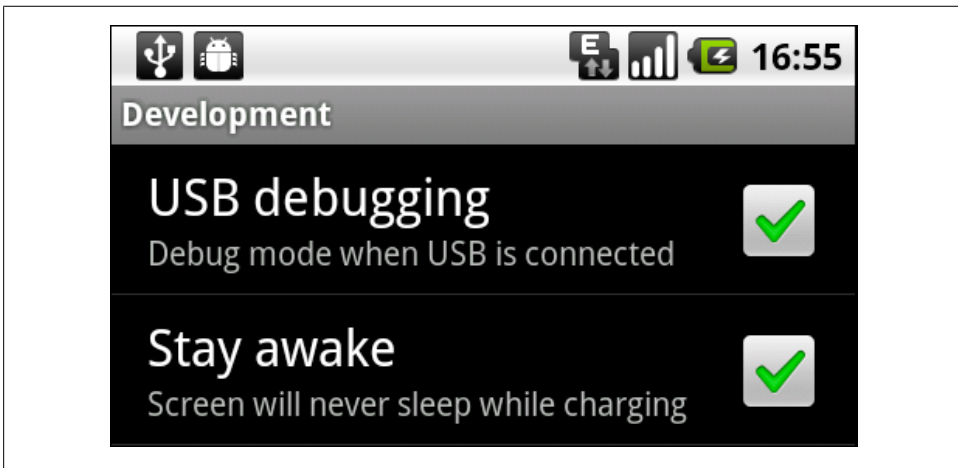 E 16:55
Development
USB debugging
Debug mode when USB is connected
Stay awake
Screen will never sleep while charging